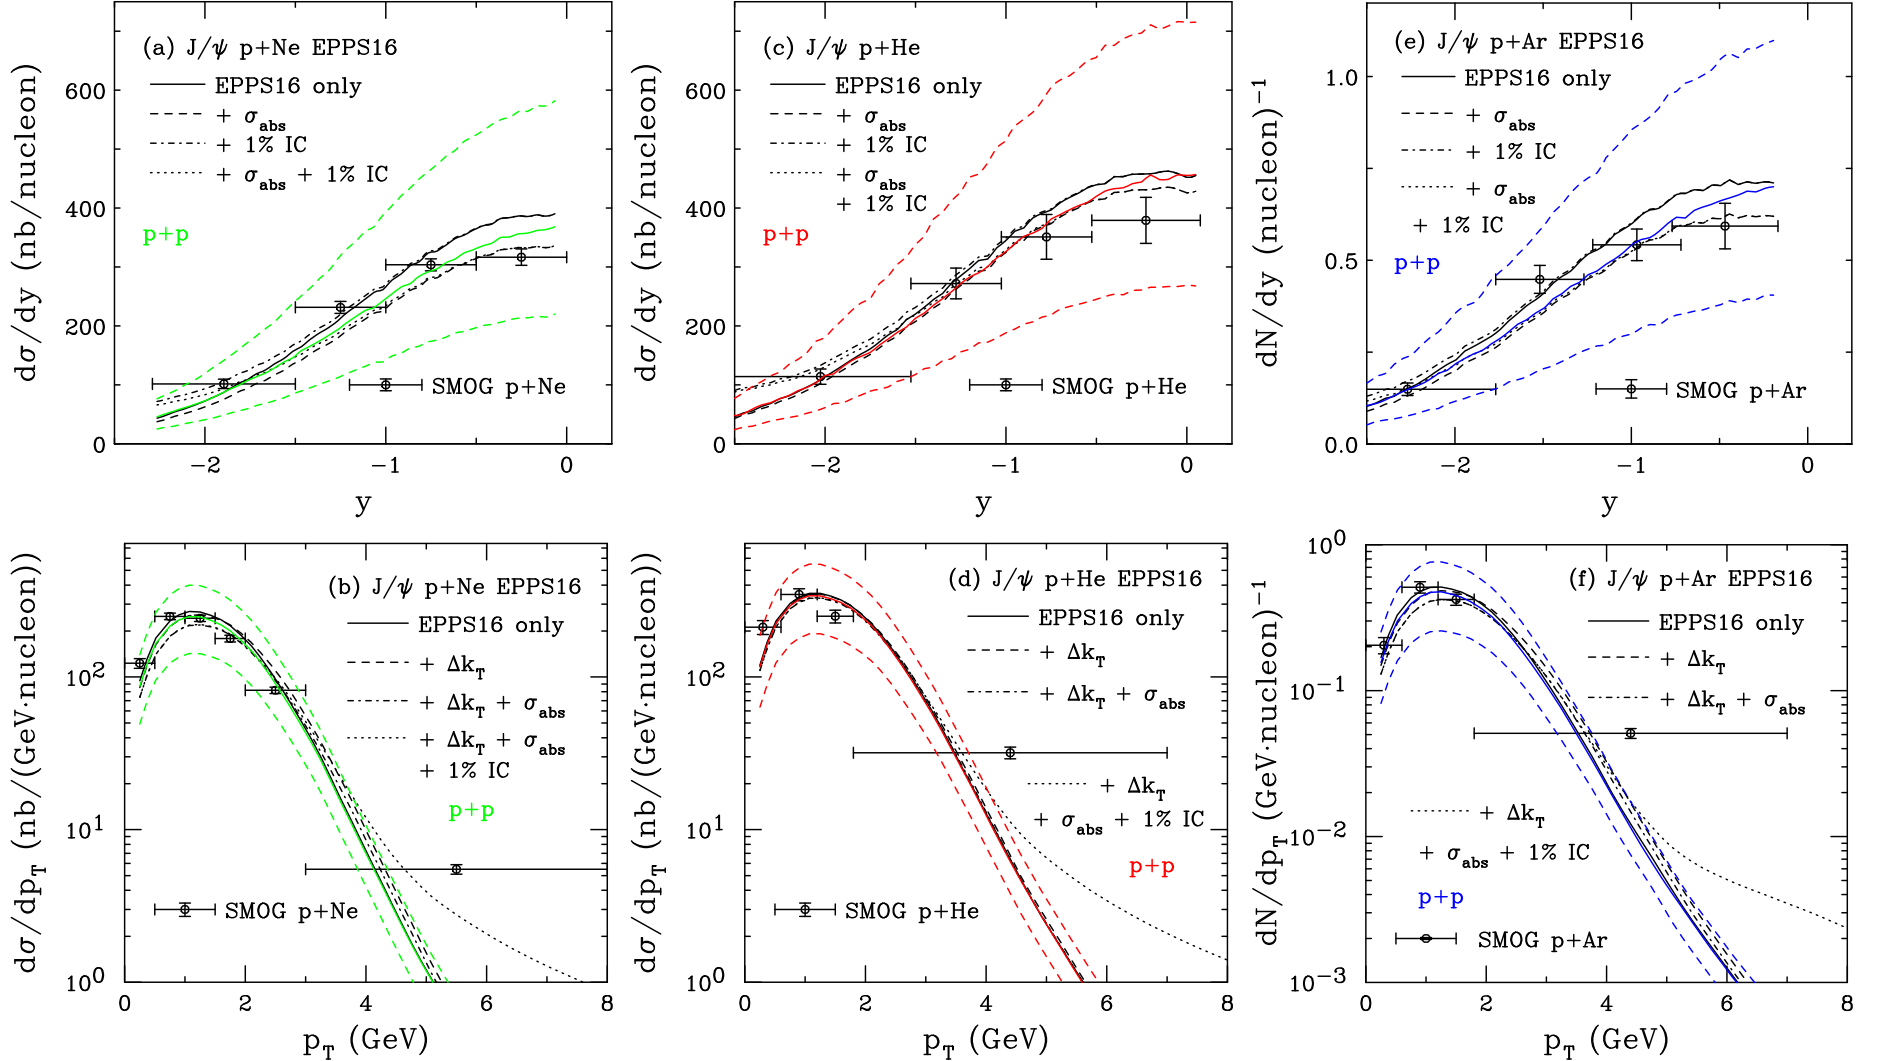 (a) J/ψ p+Ne EPPS16
EPPS16 only
+ σabs
+ 1% IC
+ σabs + 1% IC
p+p
SMOG p+Ne
dσ/dy (nb/nucleon)
600
400
200
0
−2
−1
0
y
(c) J/ψ p+He
EPPS16 only
+ σabs
+ 1% IC
+ σabs
+ 1% IC
p+p
SMOG p+He
dσ/dy (nb/nucleon)
600
400
200
0
−2
−1
0
y
(e) J/ψ p+Ar EPPS16
EPPS16 only
+ σabs
+ 1% IC
+ σabs
+ 1% IC
p+p
SMOG p+Ar
dN/dy (nucleon)⁻¹
1.0
0.5
0.0
−2
−1
0
y
(b) J/ψ p+Ne EPPS16
EPPS16 only
+ ΔkT
+ ΔkT + σabs
+ ΔkT + σabs
+ 1% IC
p+p
SMOG p+Ne
dσ/dpT (nb/(GeV·nucleon))
10²
10¹
10⁰
0
2
4
6
8
pT (GeV)
(d) J/ψ p+He EPPS16
EPPS16 only
+ ΔkT
+ ΔkT + σabs
+ ΔkT
+ σabs + 1% IC
p+p
SMOG p+He
dσ/dpT (nb/(GeV·nucleon))
10²
10¹
10⁰
0
2
4
6
8
pT (GeV)
(f) J/ψ p+Ar EPPS16
EPPS16 only
+ ΔkT
+ ΔkT + σabs
+ ΔkT
+ σabs + 1% IC
p+p
SMOG p+Ar
dN/dpT (GeV·nucleon)⁻¹
10⁰
10⁻¹
10⁻²
10⁻³
0
2
4
6
8
pT (GeV)